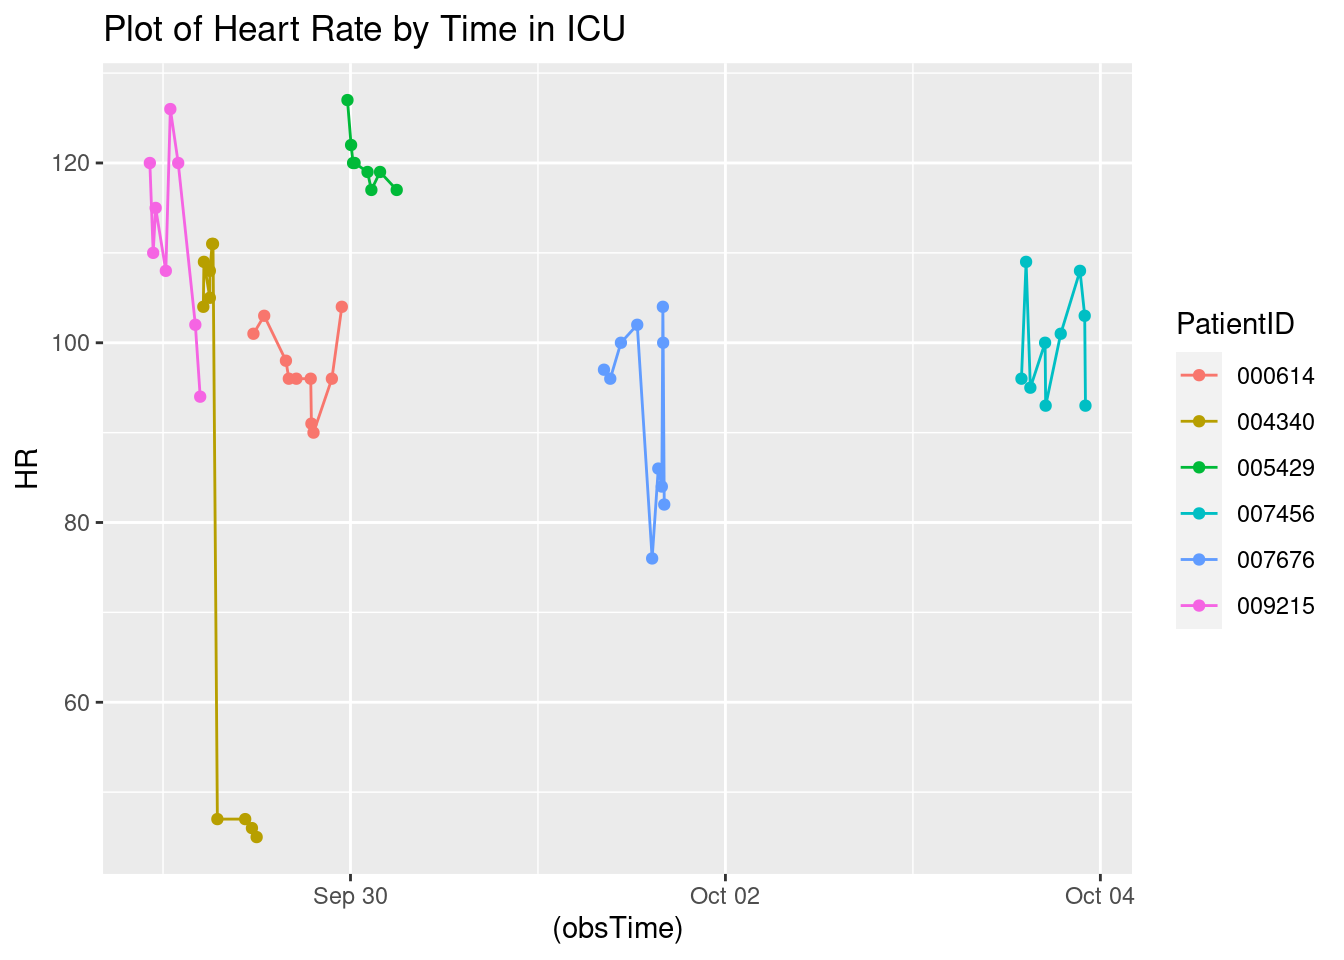 Plot of Heart Rate by Time in ICU
HR
120
100
80
60
Sep 30
Oct 02
Oct 04
(obsTime)
PatientID
000614
004340
005429
007456
007676
009215